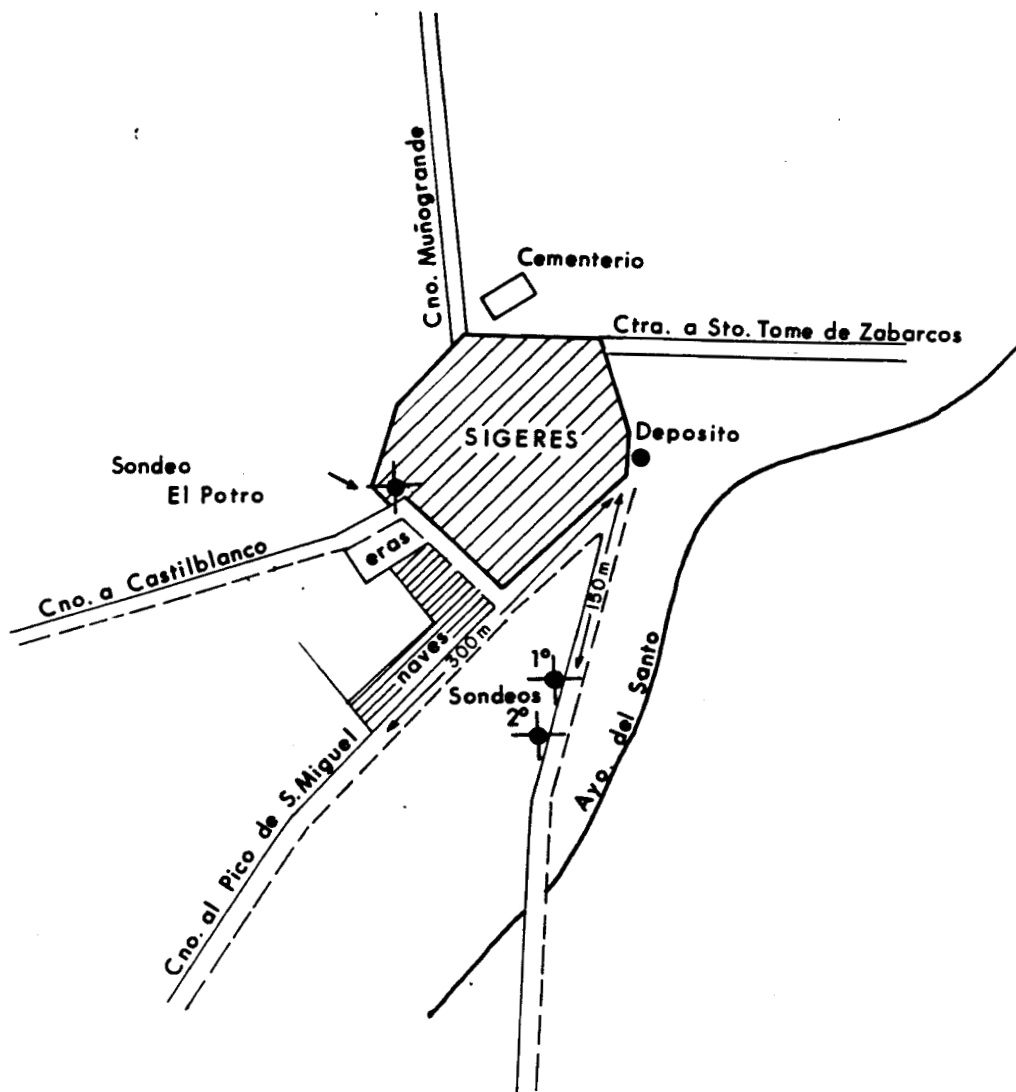 Cno. Muñogrande
Cementerio
Ctra. a Sto. Tome de Zabarcos
SIGERES
Deposito
Sondeo
El Potro
Cno. a Castilblanco
eras
naves
300 m
150 m
1º
Sondeos
2º
Ayo. del Santo
Cno. al Pico de S. Miguel